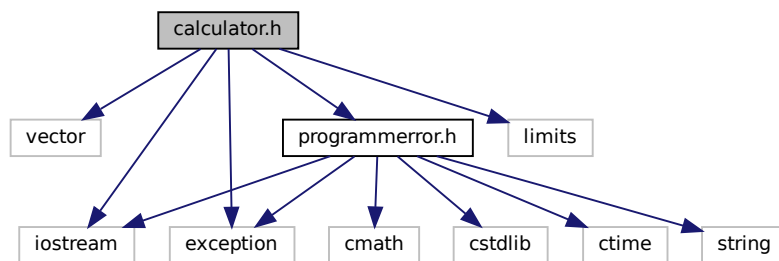 calculator.h
vector
programmerror.h
limits
iostream
exception
cmath
cstdlib
ctime
string